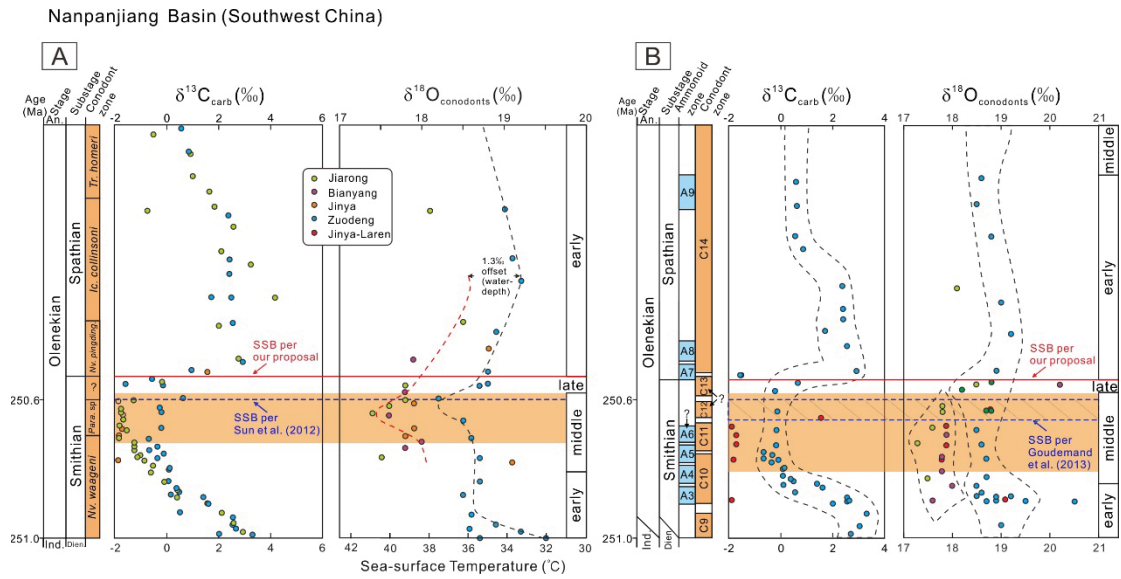 Nanpanjiang Basin (Southwest China)
A
Age (Ma)
Stage
Substage
Conodont zone
δ13Ccarb (‰)
δ18Oconodonts (‰)
An.
-2 0 2 4 6
17 18 19 20
Olenekian
Spathian
Smithian
Tr. homeri
Ic. collinsoni
Nv. pingding.
?
Para. sp
Nv. waageni
Jiarong
Bianyang
Jinya
Zuodeng
Jinya-Laren
1.3‰ offset (water-depth)
SSB per our proposal
SSB per Sun et al. (2012)
early
late
middle
early
250.6
251.0
Ind.
Dien.
-2 0 2 4 6
42 40 38 36 34 32 30
Sea-surface Temperature (°C)
B
Age (Ma)
Stage
Substage
Ammonoid zone
Conodont zone
δ13Ccarb (‰)
δ18Oconodonts (‰)
An.
-2 0 2 4
17 18 19 20 21
Olenekian
Spathian
Smithian
A9
A8
A7
?
A6
A5
A4
A3
C14
C13
?
C12
C11
C10
C9
SSB per our proposal
SSB per Goudemand et al. (2013)
middle
early
late
middle
early
250.6
251.0
Ind.
Dien.
-2 0 2 4
17 18 19 20 21